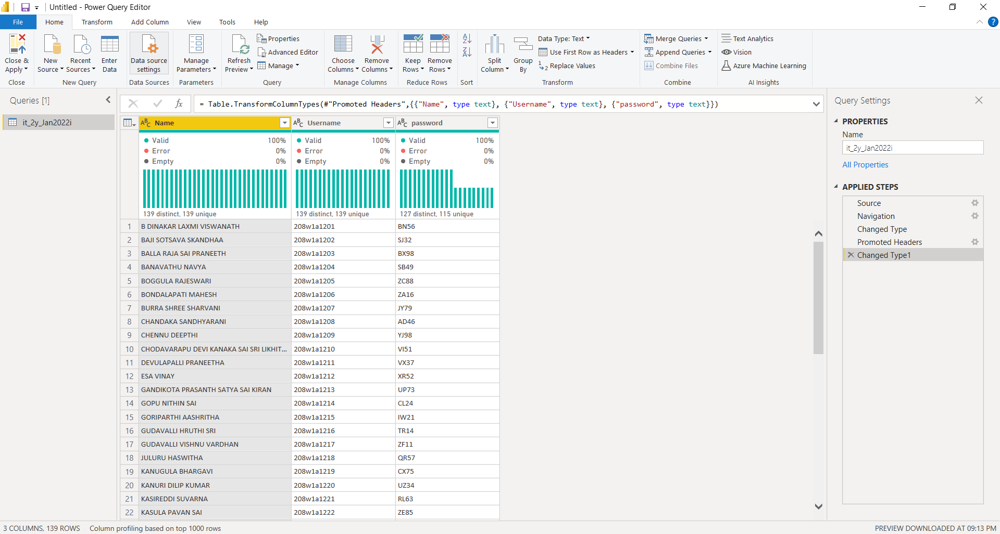 Untitled - Power Query Editor
File Home Transform Add Column View Tools Help
Close & Apply
Close
New Source
Recent Sources
Enter Data
New Query
Data source settings
Data Sources
Manage Parameters
Parameters
Refresh Preview
Properties
Advanced Editor
Manage
Query
Choose Columns
Remove Columns
Manage Columns
Keep Rows
Remove Rows
Reduce Rows
Sort
Split Column
Group By
Data Type: Text
Use First Row as Headers
Replace Values
Transform
Merge Queries
Append Queries
Combine Files
Combine
Text Analytics
Vision
Azure Machine Learning
AI Insights
Queries [1]
it_2y_Jan2022i
fx
= Table.TransformColumnTypes(#"Promoted Headers",{{"Name", type text}, {"Username", type text}, {"password", type text}})
ABC Name ABC Username ABC password
Valid 100% Valid 100% Valid 100%
Error 0% Error 0% Error 0%
Empty 0% Empty 0% Empty 0%
139 distinct, 139 unique 139 distinct, 139 unique 127 distinct, 115 unique
1 B DINAKAR LAXMI VISWANATH 208w1a1201 BN56
2 BAJI SOTSAVA SKANDHAA 208w1a1202 SJ32
3 BALLA RAJA SAI PRANEETH 208w1a1203 BX98
4 BANAVATHU NAVYA 208w1a1204 SB49
5 BOGGULA RAJESWARI 208w1a1205 ZC88
6 BONDALAPATI MAHESH 208w1a1206 ZA16
7 BURRA SHREE SHARVANI 208w1a1207 JY79
8 CHANDAKA SANDHYARANI 208w1a1208 AD46
9 CHENNU DEEPTHI 208w1a1209 YJ98
10 CHODAVARAPU DEVI KANAKA SAI SRI LIKHIT... 208w1a1210 VI51
11 DEVULAPALLI PRANEETHA 208w1a1211 VX37
12 ESA VINAY 208w1a1212 XR52
13 GANDIKOTA PRASANTH SATYA SAI KIRAN 208w1a1213 UP73
14 GOPU NITHIN SAI 208w1a1214 CL24
15 GORIPARTHI AASHRITHA 208w1a1215 IW21
16 GUDAVALLI HRUTHI SRI 208w1a1216 TR14
17 GUDAVALLI VISHNU VARDHAN 208w1a1217 ZF11
18 JULURU HASWITHA 208w1a1218 QR57
19 KANUGULA BHARGAVI 208w1a1219 CX75
20 KANURI DILIP KUMAR 208w1a1220 UZ34
21 KASIREDDI SUVARNA 208w1a1221 RL63
22 KASULA PAVAN SAI 208w1a1222 ZE85
Query Settings
PROPERTIES
Name
it_2y_Jan2022i
All Properties
APPLIED STEPS
Source
Navigation
Changed Type
Promoted Headers
Changed Type1
3 COLUMNS, 139 ROWS Column profiling based on top 1000 rows PREVIEW DOWNLOADED AT 09:13 PM